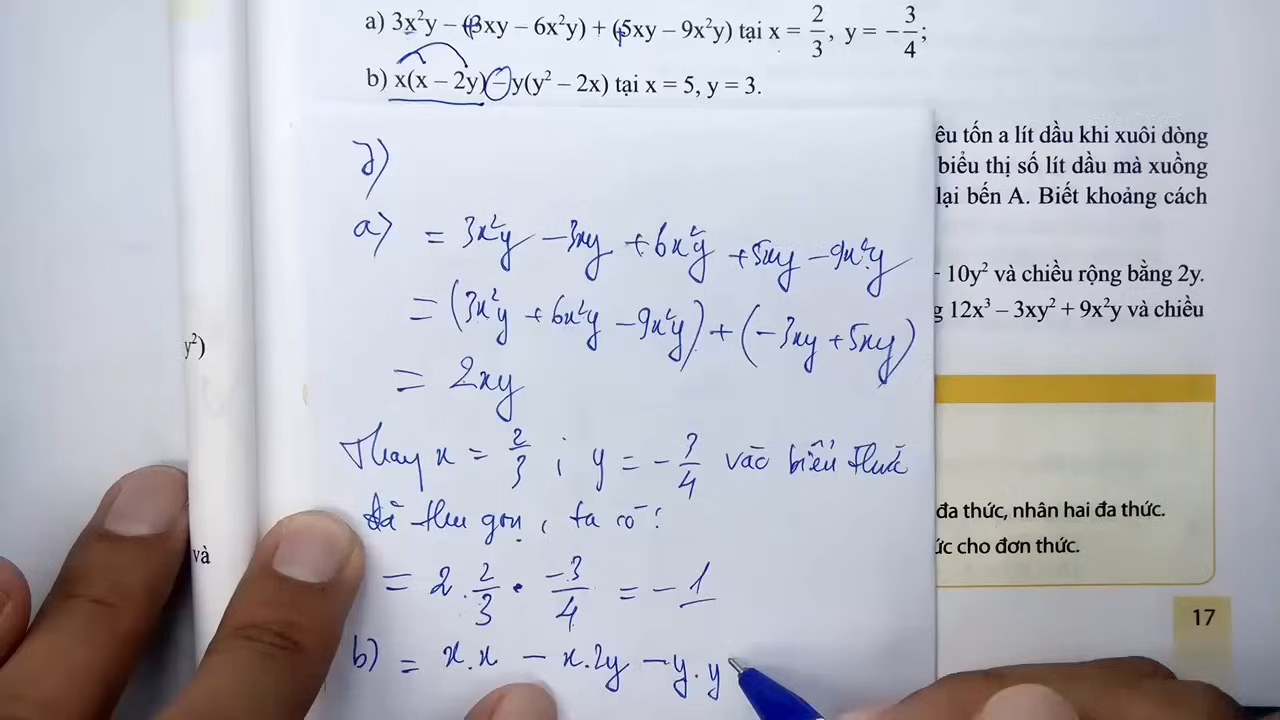 a) 3x²y – (3xy – 6x²y) + (5xy – 9x²y) tại x = 2/3, y = –3/4;
b) x(x – 2y) – y(y² – 2x) tại x = 5, y = 3.
êu tốn a lít dầu khi xuôi dòng
biểu thị số lít dầu mà xuồng
lại bến A. Biết khoảng cách
- 10y² và chiều rộng bằng 2y.
g 12x³ – 3xy² + 9x²y và chiều
y²)
và
đa thức, nhân hai đa thức.
ức cho đơn thức.
17
a) = 3x²y – 3xy + 6x²y + 5xy – 9x²y
= (3x²y + 6x²y – 9x²y) + (– 3xy + 5xy)
= 2xy
Thay x = 2/3 ; y = – 3/4 vào biểu thức
đã thu gọn, ta có:
= 2 . 2/3 . –3/4 = – 1
b) = x.x – x.2y – y.y